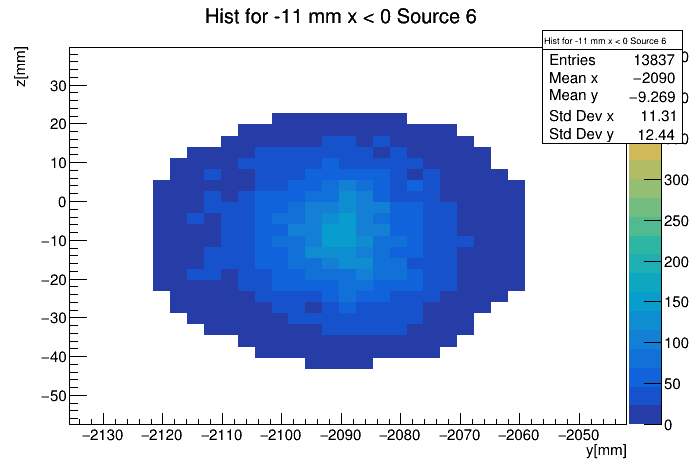 Hist for -11 mm x < 0 Source 6
z[mm]
Hist for -11 mm x < 0 Source 6
Entries 13837
Mean x −2090
Mean y −9.269
Std Dev x 11.31
Std Dev y 12.44
30
20
10
0
−10
−20
−30
−40
−50
300
250
200
150
100
50
0
−2130 −2120 −2110 −2100 −2090 −2080 −2070 −2060 −2050
y[mm]